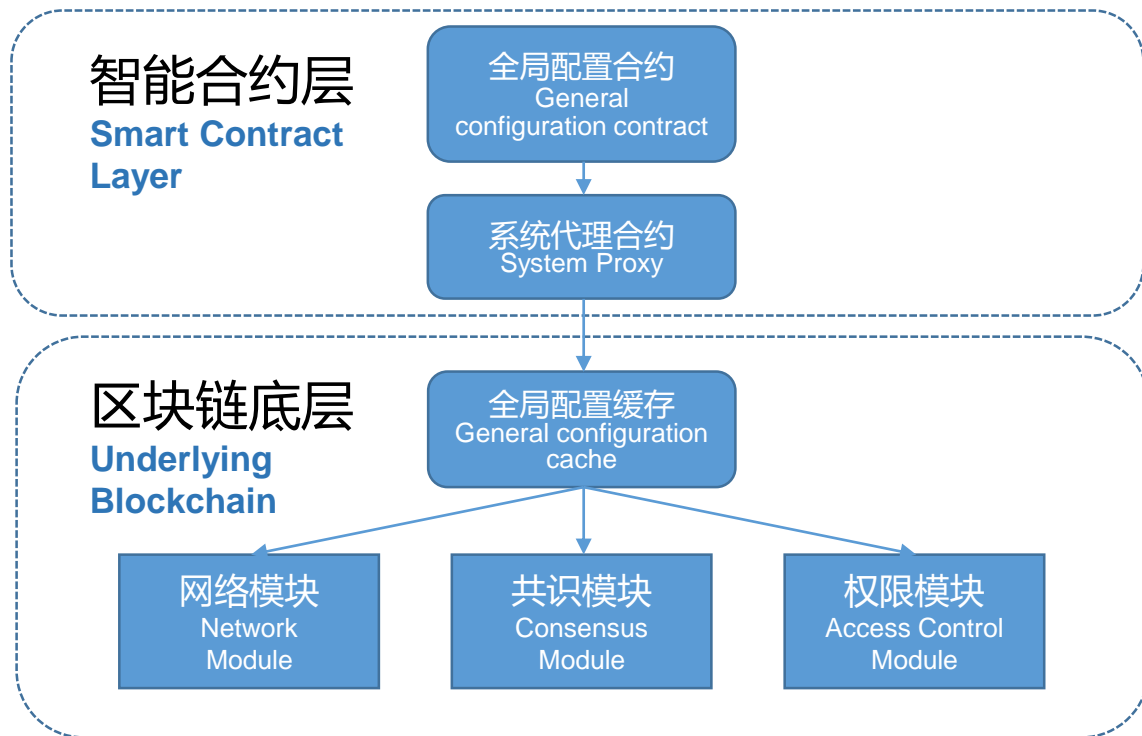 智能合约层
Smart Contract
Layer
全局配置合约
General
configuration contract
系统代理合约
System Proxy
区块链底层
Underlying
Blockchain
全局配置缓存
General configuration
cache
网络模块
Network
Module
共识模块
Consensus
Module
权限模块
Access Control
Module